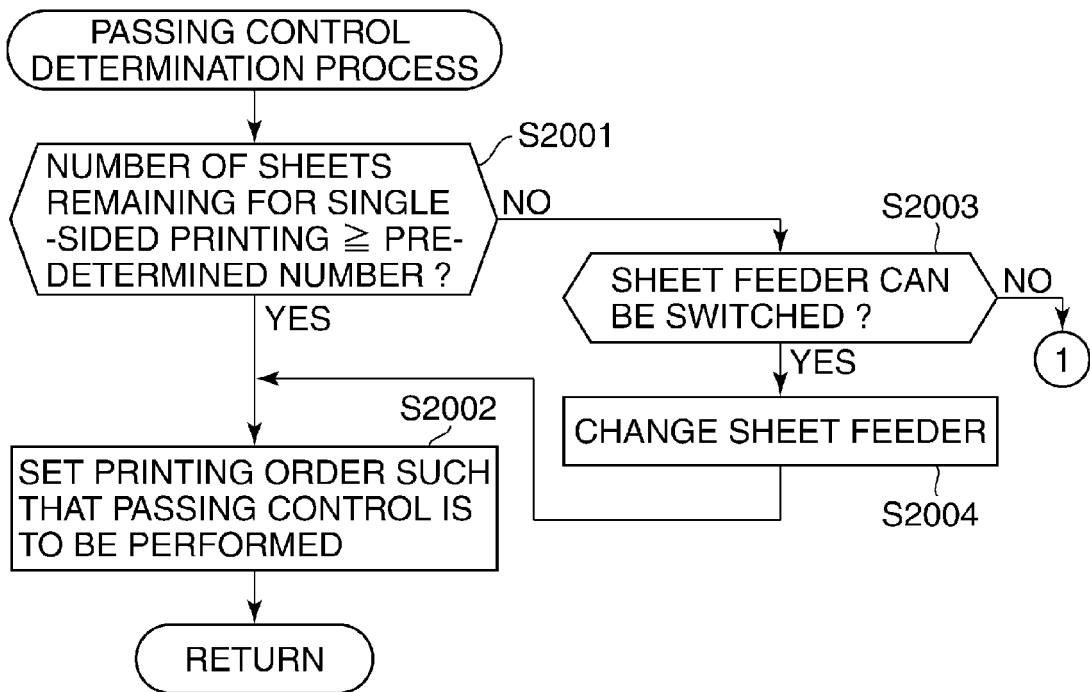 PASSING CONTROL
DETERMINATION PROCESS
S2001
NUMBER OF SHEETS
REMAINING FOR SINGLE
-SIDED PRINTING ≧ PRE-
DETERMINED NUMBER ?
NO
YES
S2003
SHEET FEEDER CAN
BE SWITCHED ?
NO
1
YES
S2002
SET PRINTING ORDER SUCH
THAT PASSING CONTROL IS
TO BE PERFORMED
CHANGE SHEET FEEDER
S2004
RETURN